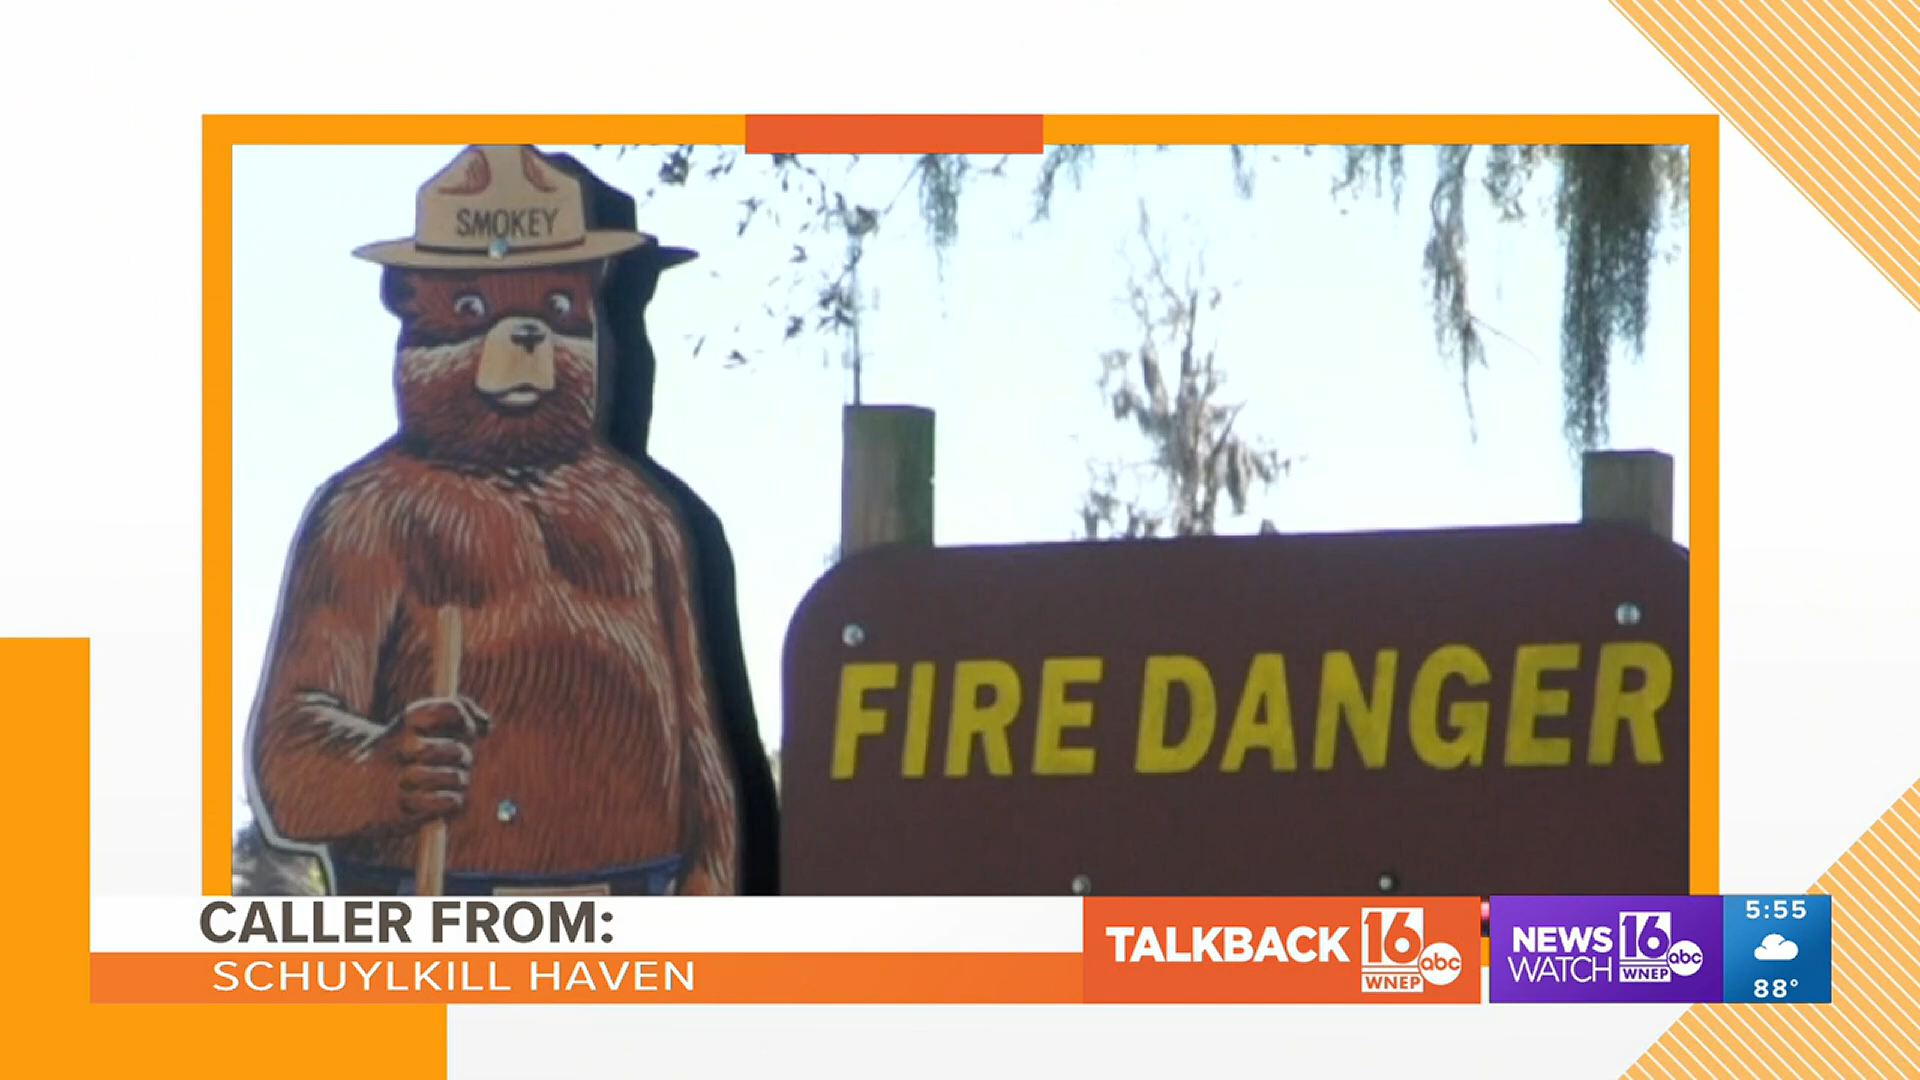 SMOKEY
FIRE DANGER
CALLER FROM:
SCHUYLKILL HAVEN
TALKBACK 16 abc
WNEP
NEWS WATCH 16 abc
WNEP
5:55
88°